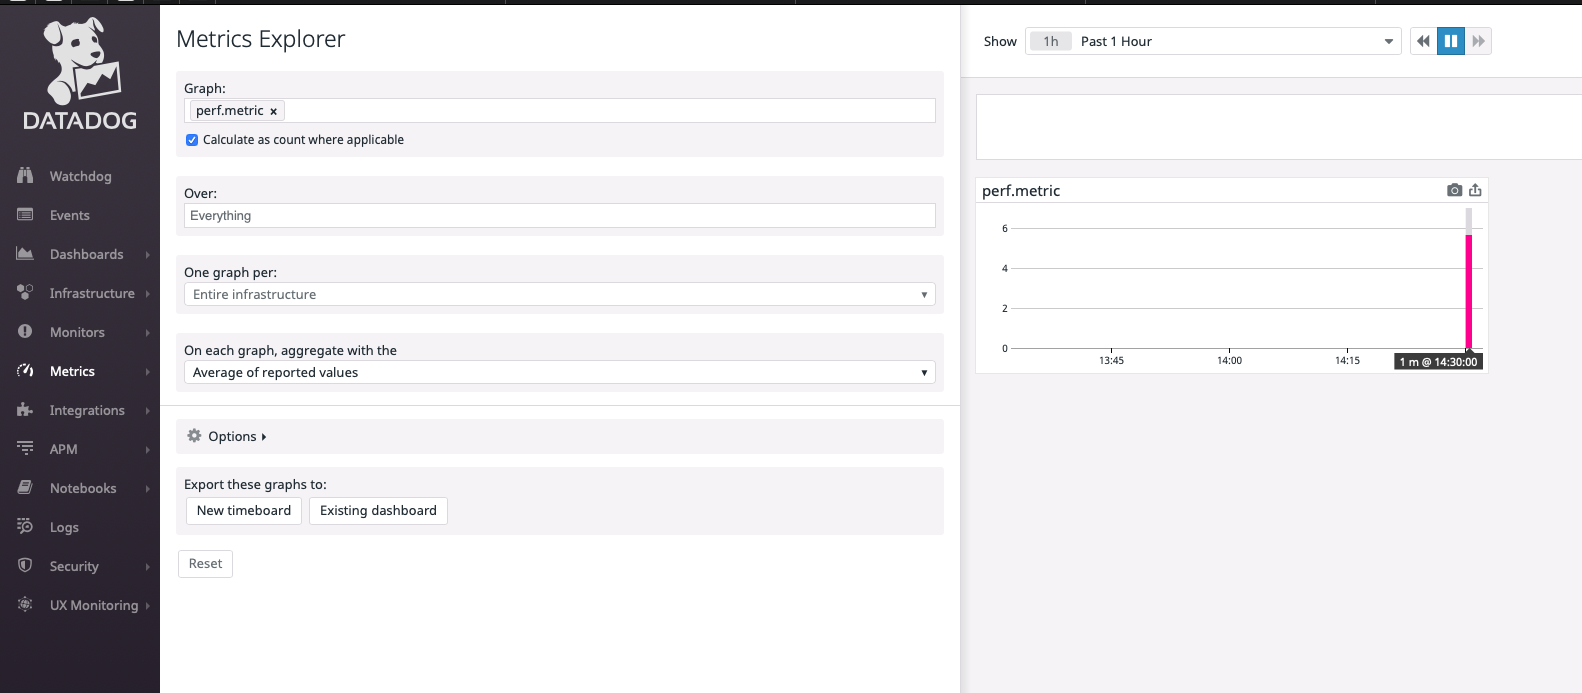 DATADOG
Watchdog
Events
Dashboards
Infrastructure
Monitors
Metrics
Integrations
APM
Notebooks
Logs
Security
UX Monitoring
Metrics Explorer
Graph:
perf.metric ×
Calculate as count where applicable
Over:
Everything
One graph per:
Entire infrastructure
On each graph, aggregate with the
Average of reported values
Options
Export these graphs to:
New timeboard Existing dashboard
Reset
Show 1h Past 1 Hour
perf.metric
6
4
2
0
13:45 14:00 14:15
1 m @ 14:30:00